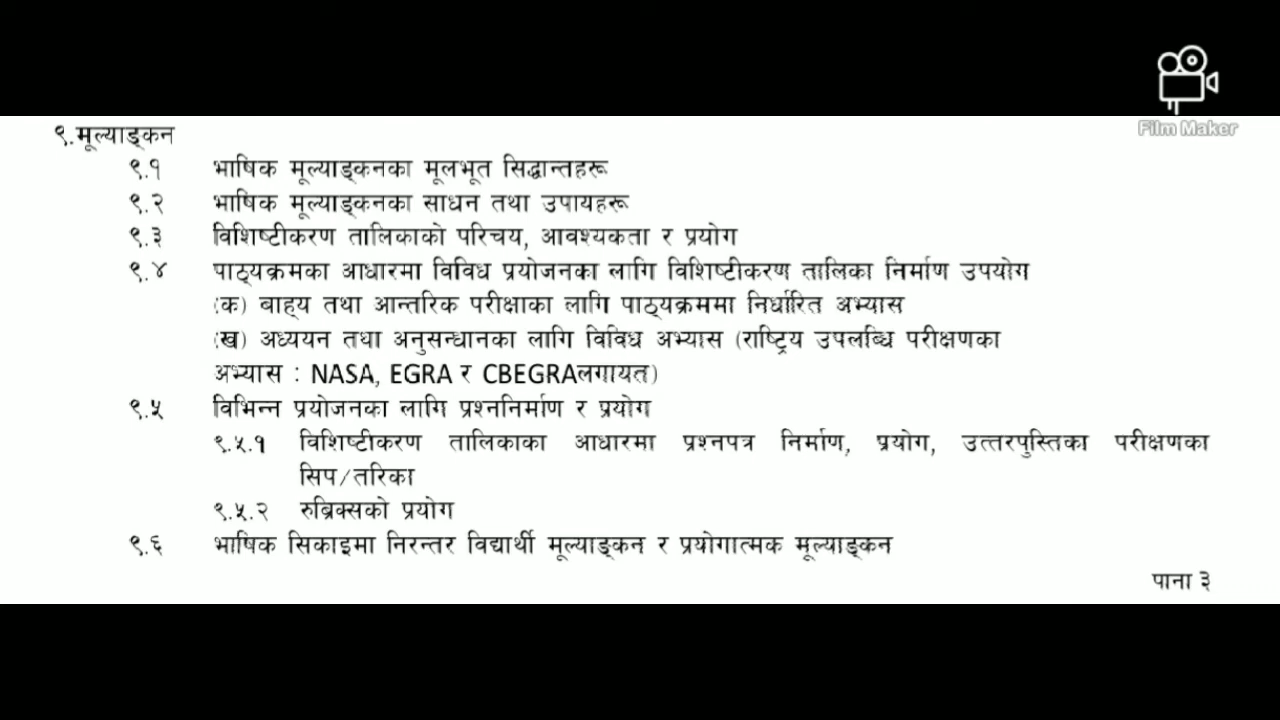 Film Maker
९.मूल्याङ्कन
९.१ भाषिक मूल्याङ्कनका मूलभूत सिद्धान्तहरू
९.२ भाषिक मूल्याङ्कनका साधन तथा उपायहरू
९.३ विशिष्टीकरण तालिकाको परिचय, आवश्यकता र प्रयोग
९.४ पाठ्यक्रमका आधारमा विविध प्रयोजनका लागि विशिष्टीकरण तालिका निर्माण उपयोग
(क) बाह्य तथा आन्तरिक परीक्षाका लागि पाठ्यक्रममा निर्धारित अभ्यास
(ख) अध्ययन तथा अनुसन्धानका लागि विविध अभ्यास (राष्ट्रिय उपलब्धि परीक्षणका
अभ्यास : NASA, EGRA र CBEGRAलगायत)
९.५ विभिन्न प्रयोजनका लागि प्रश्ननिर्माण र प्रयोग
९.५.१ विशिष्टीकरण तालिकाका आधारमा प्रश्नपत्र निर्माण, प्रयोग, उत्तरपुस्तिका परीक्षणका
सिप/तरिका
९.५.२ रुब्रिक्सको प्रयोग
९.६ भाषिक सिकाइमा निरन्तर विद्यार्थी मूल्याङ्कन र प्रयोगात्मक मूल्याङ्कन
पाना ३